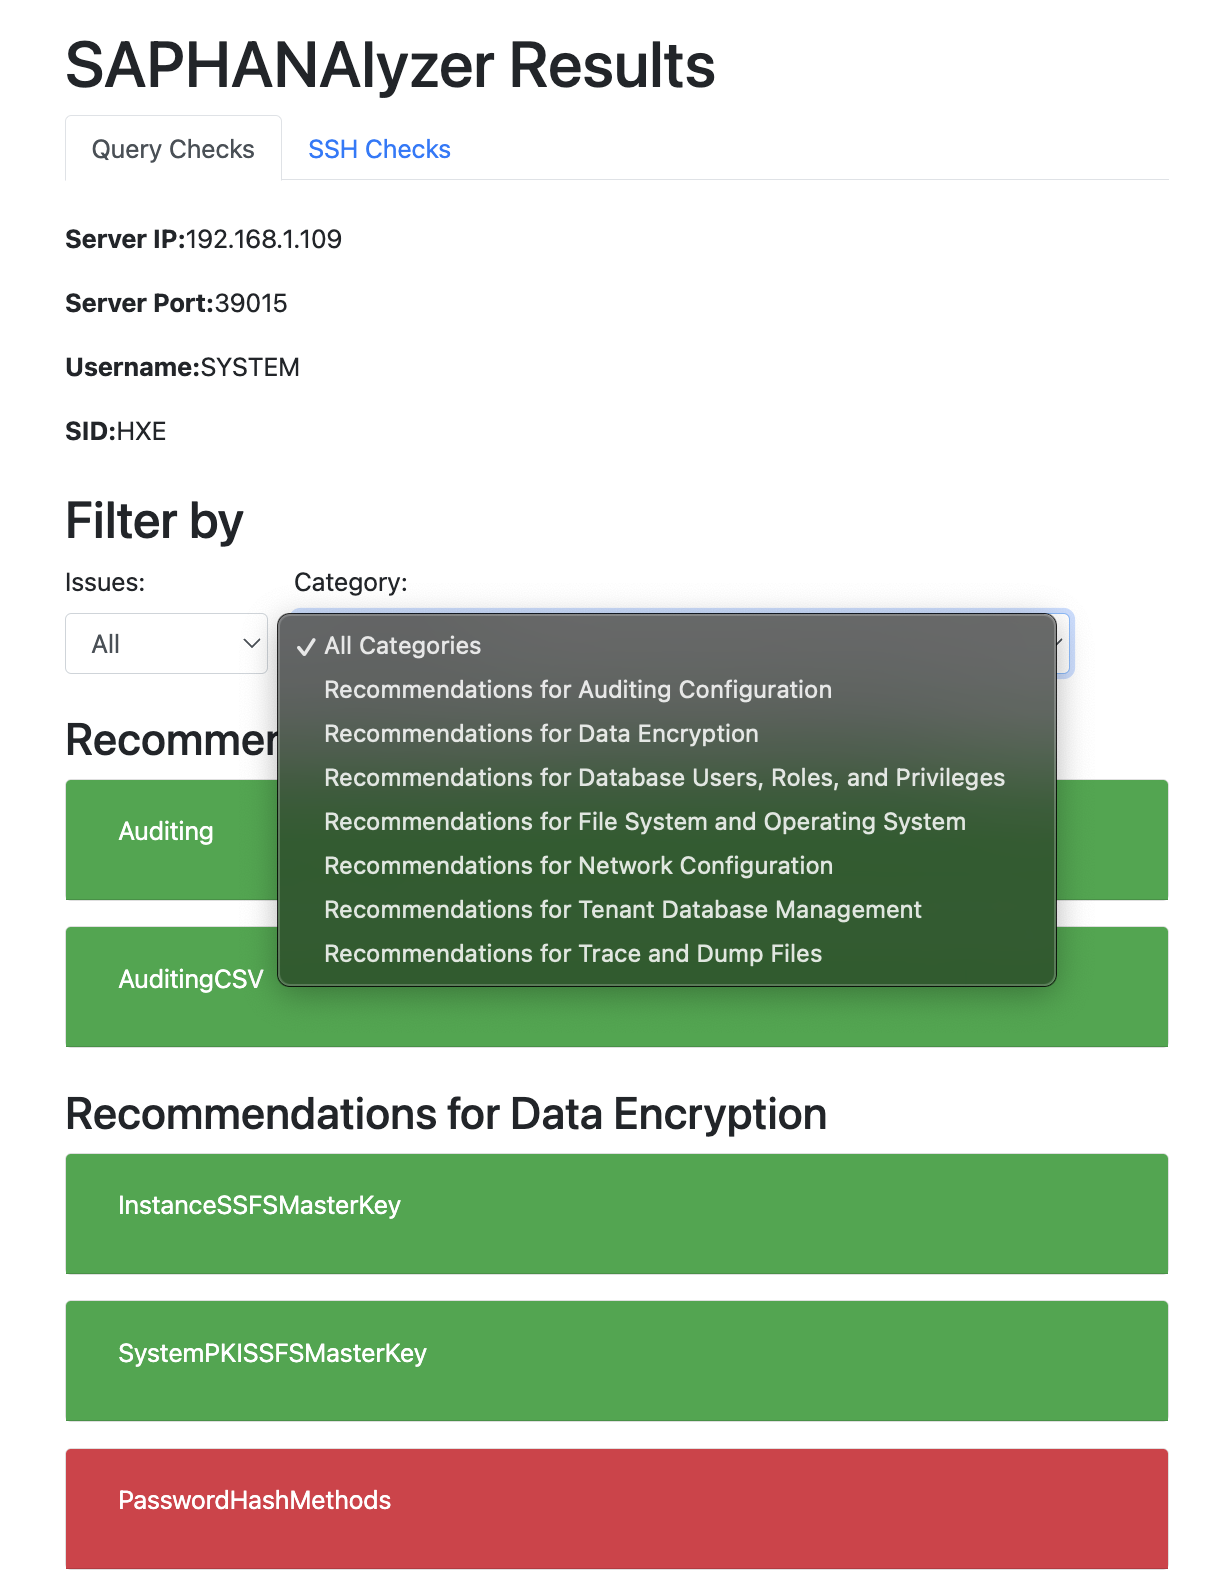 SAPHANAlyzer Results
Query Checks
SSH Checks
Server IP:192.168.1.109
Server Port:39015
Username:SYSTEM
SID:HXE
Filter by
Issues:
Category:
All
✓ All Categories
Recommendations for Auditing Configuration
Recommendations for Data Encryption
Recommendations for Database Users, Roles, and Privileges
Recommendations for File System and Operating System
Recommendations for Network Configuration
Recommendations for Tenant Database Management
Recommendations for Trace and Dump Files
Auditing
AuditingCSV
Recommendations for Data Encryption
InstanceSSFSMasterKey
SystemPKISSFSMasterKey
PasswordHashMethods